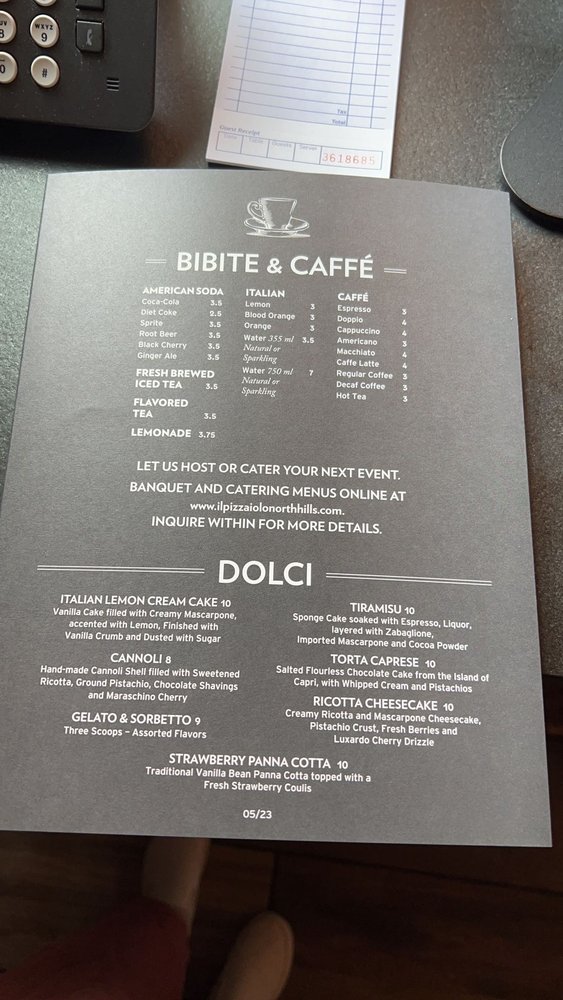 WXYZ
8
9
0
#
Tax
Total
Guest Receipt
Date Table Guests Server
3618685
BIBITE & CAFFÉ
AMERICAN SODA
Coca-Cola 3.5
Diet Coke 2.5
Sprite 3.5
Root Beer 3.5
Black Cherry 3.5
Ginger Ale 3.5
FRESH BREWED
ICED TEA 3.5
FLAVORED
TEA 3.5
LEMONADE 3.75
ITALIAN
Lemon 3
Blood Orange 3
Orange 3
Water 355 ml 3.5
Natural or
Sparkling
Water 750 ml 7
Natural or
Sparkling
CAFFÉ
Espresso 3
Doppio 4
Cappuccino 4
Americano 3
Macchiato 4
Caffe Latte 4
Regular Coffee 3
Decaf Coffee 3
Hot Tea 3
LET US HOST OR CATER YOUR NEXT EVENT.
BANQUET AND CATERING MENUS ONLINE AT
www.ilpizzaiolonorthhills.com.
INQUIRE WITHIN FOR MORE DETAILS.
DOLCI
ITALIAN LEMON CREAM CAKE 10
Vanilla Cake filled with Creamy Mascarpone,
accented with Lemon, Finished with
Vanilla Crumb and Dusted with Sugar
CANNOLI 8
Hand-made Cannoli Shell filled with Sweetened
Ricotta, Ground Pistachio, Chocolate Shavings
and Maraschino Cherry
GELATO & SORBETTO 9
Three Scoops – Assorted Flavors
TIRAMISU 10
Sponge Cake soaked with Espresso, Liquor,
layered with Zabaglione,
Imported Mascarpone and Cocoa Powder
TORTA CAPRESE 10
Salted Flourless Chocolate Cake from the Island of
Capri, with Whipped Cream and Pistachios
RICOTTA CHEESECAKE 10
Creamy Ricotta and Mascarpone Cheesecake,
Pistachio Crust, Fresh Berries and
Luxardo Cherry Drizzle
STRAWBERRY PANNA COTTA 10
Traditional Vanilla Bean Panna Cotta topped with a
Fresh Strawberry Coulis
05/23